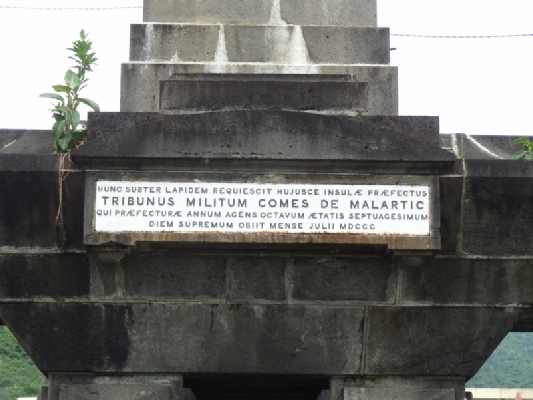 HUNC SUBTER LAPIDEM REQUIESCIT HUJUSCE INSULÆ PRÆFECTUS
TRIBUNUS MILITUM COMES DE MALARTIC
QUI PRÆFECTURÆ ANNUM AGENS OCTAVUM ÆTATIS SEPTUAGESIMUM
DIEM SUPREMUM OBIIT MENSE JULII MDCCC